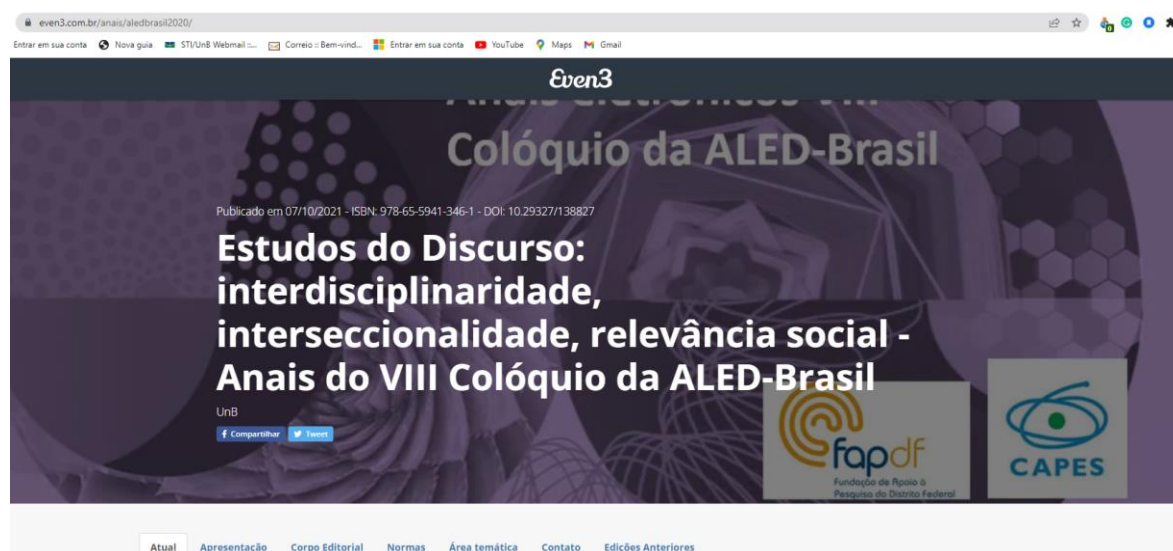 even3.com.br/anais/aledbrasil2020/
Entrar em sua conta Nova guia STI/UnB Webmail ::... Correio :: Bem-vind... Entrar em sua conta YouTube Maps Gmail
Even3
Anais eletrônicos VIII
Colóquio da ALED-Brasil
Publicado em 07/10/2021 - ISBN: 978-65-5941-346-1 - DOI: 10.29327/138827
Estudos do Discurso:
interdisciplinaridade,
interseccionalidade, relevância social -
Anais do VIII Colóquio da ALED-Brasil
UnB
Compartilhar Tweet
fapdf
Fundação de Apoio à
Pesquisa do Distrito Federal
CAPES
Atual Apresentação Corpo Editorial Normas Área temática Contato Edições Anteriores